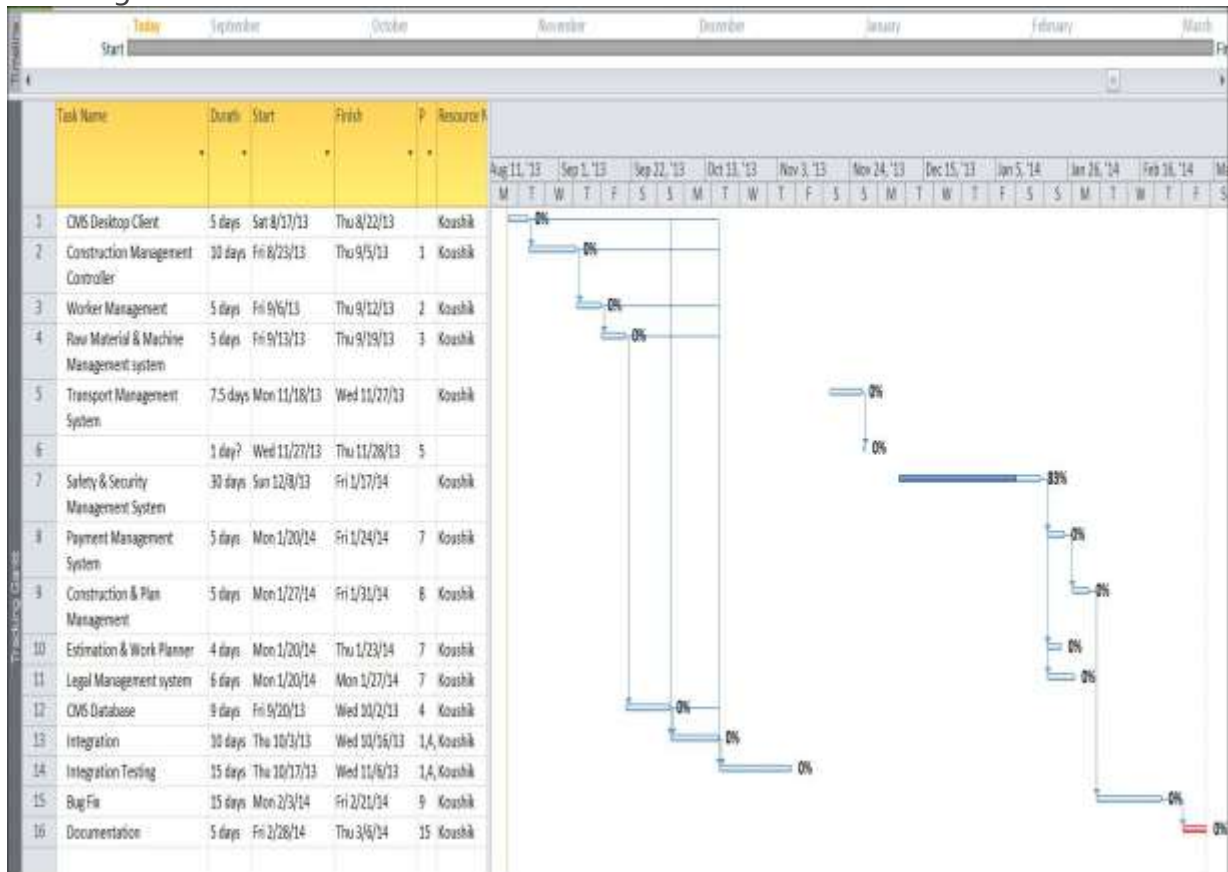 Today September October November December January February March
Start
Timeline
Task Name Duratio Start Finish P Resource N
Aug 11, '13 Sep 1, '13 Sep 22, '13 Oct 13, '13 Nov 3, '13 Nov 24, '13 Dec 15, '13 Jan 5, '14 Jan 26, '14 Feb 16, '14
M T W T F S S M T W T F S S M T W T F S S M T W T F S
1 CMS Desktop Client 5 days Sat 8/17/13 Thu 8/22/13 Koushik 0%
2 Construction Management 10 days Fri 8/23/13 Thu 9/5/13 1 Koushik 0%
Controller
3 Worker Management 5 days Fri 9/6/13 Thu 9/12/13 2 Koushik 0%
4 Raw Material & Machine 5 days Fri 9/13/13 Thu 9/19/13 3 Koushik 0%
Management system
5 Transport Management 7.5 days Mon 11/18/13 Wed 11/27/13 Koushik 0%
System
6 1 day? Wed 11/27/13 Thu 11/28/13 5 0%
7 Safety & Security 30 days Sun 12/8/13 Fri 1/17/14 Koushik 83%
Management System
8 Payment Management 5 days Mon 1/20/14 Fri 1/24/14 7 Koushik 0%
System
9 Construction & Plan 5 days Mon 1/27/14 Fri 1/31/14 8 Koushik 0%
Management
10 Estimation & Work Planner 4 days Mon 1/20/14 Thu 1/23/14 7 Koushik 0%
11 Legal Management system 6 days Mon 1/20/14 Mon 1/27/14 7 Koushik 0%
12 CMS Database 9 days Fri 9/20/13 Wed 10/2/13 4 Koushik 0%
13 Integration 10 days Thu 10/3/13 Wed 10/16/13 1,4, Koushik 0%
14 Integration Testing 15 days Thu 10/17/13 Wed 11/6/13 1,4, Koushik 0%
15 Bug Fix 15 days Mon 2/3/14 Fri 2/21/14 9 Koushik 0%
16 Documentation 5 days Fri 2/28/14 Thu 3/6/14 15 Koushik 0%
Tracking Gantt